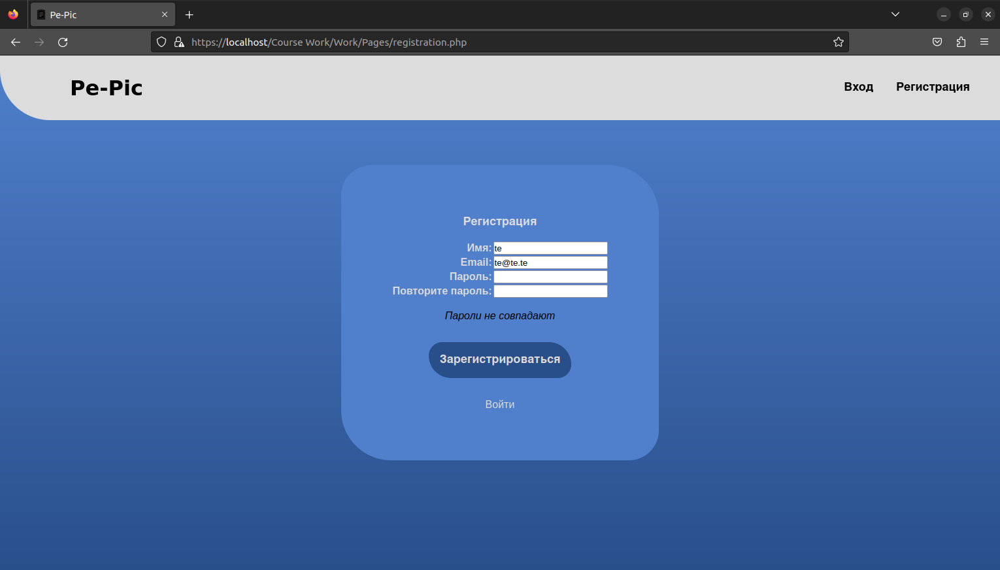 Pe-Pic
https://localhost/Course Work/Work/Pages/registration.php
Pe-Pic
Вход Регистрация
Регистрация
Имя: te
Email: te@te.te
Пароль:
Повторите пароль:
Пароли не совпадают
Зарегистрироваться
Войти